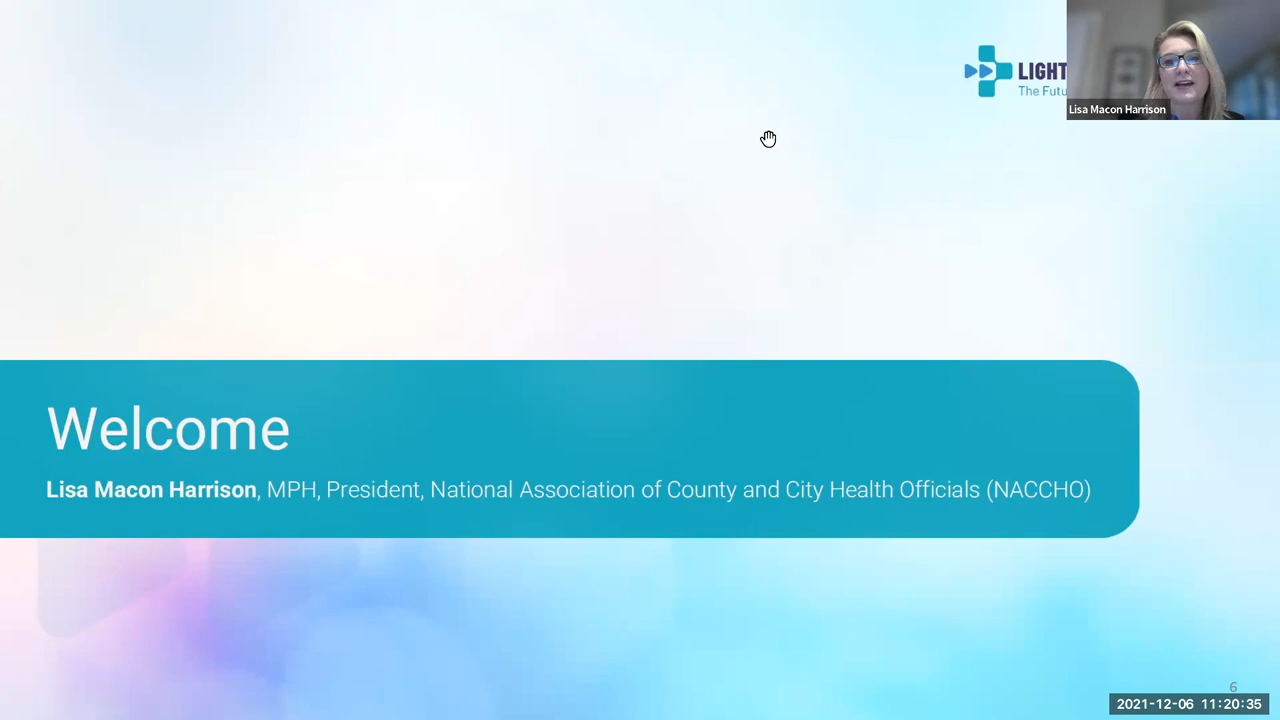 LIGHT
The Futu
Lisa Macon Harrison
Welcome
Lisa Macon Harrison, MPH, President, National Association of County and City Health Officials (NACCHO)
6
2021-12-06 11:20:35